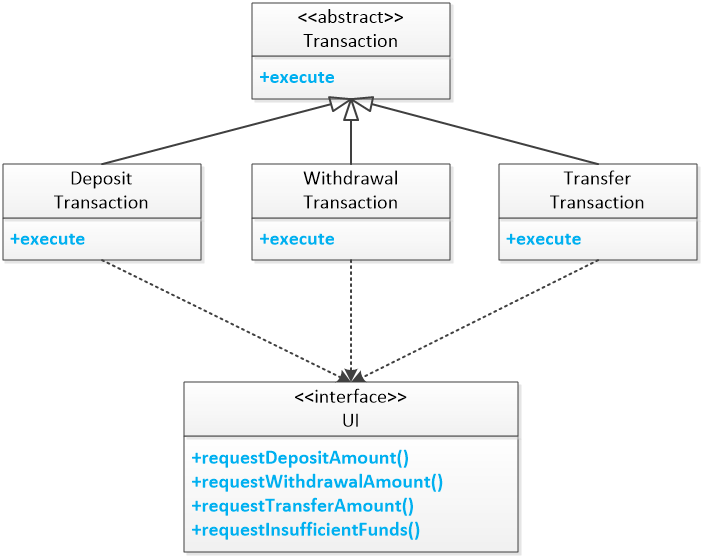 <<abstract>>
Transaction
+execute
Deposit
Transaction
+execute
Withdrawal
Transaction
+execute
Transfer
Transaction
+execute
<<interface>>
UI
+requestDepositAmount()
+requestWithdrawalAmount()
+requestTransferAmount()
+requestInsufficientFunds()